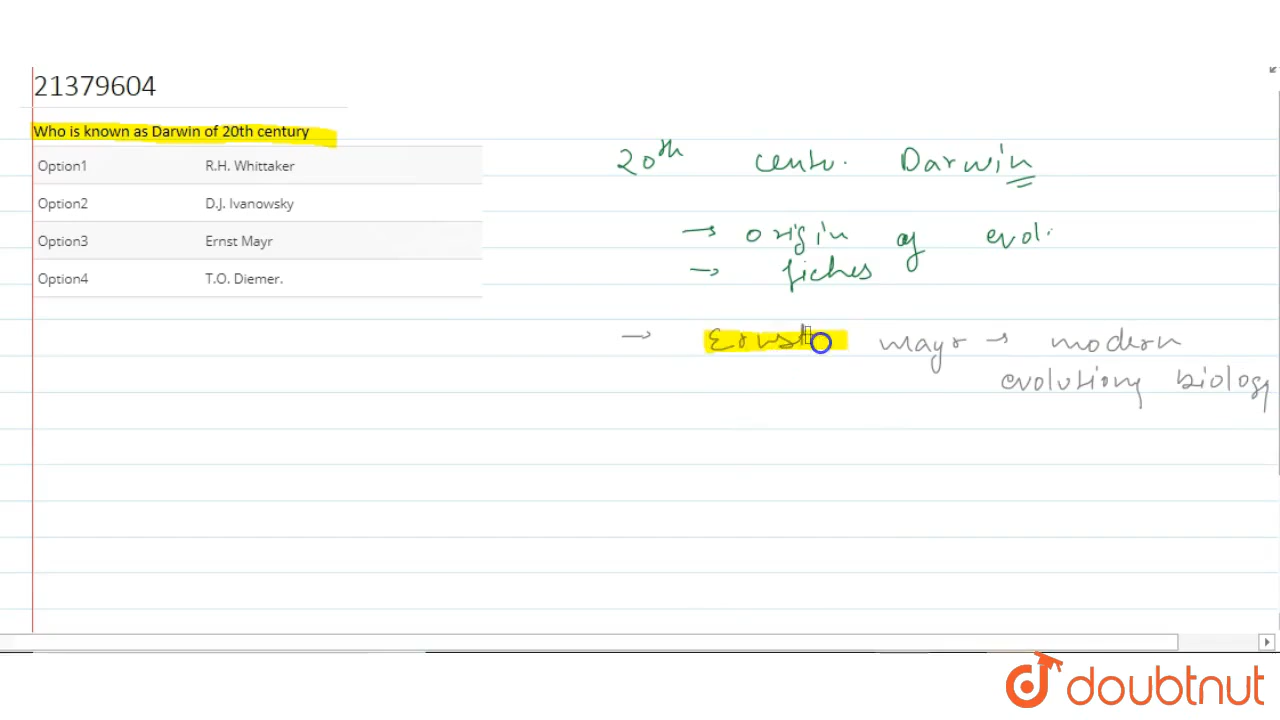 21379604
Who is known as Darwin of 20th century
Option1 R.H. Whittaker
Option2 D.J. Ivanowsky
Option3 Ernst Mayr
Option4 T.O. Diemer.
20th centu. Darwin
→ origin of evol.
→ fiches
→ Ernst mayr → modern
evolutiony biology
doubtnut